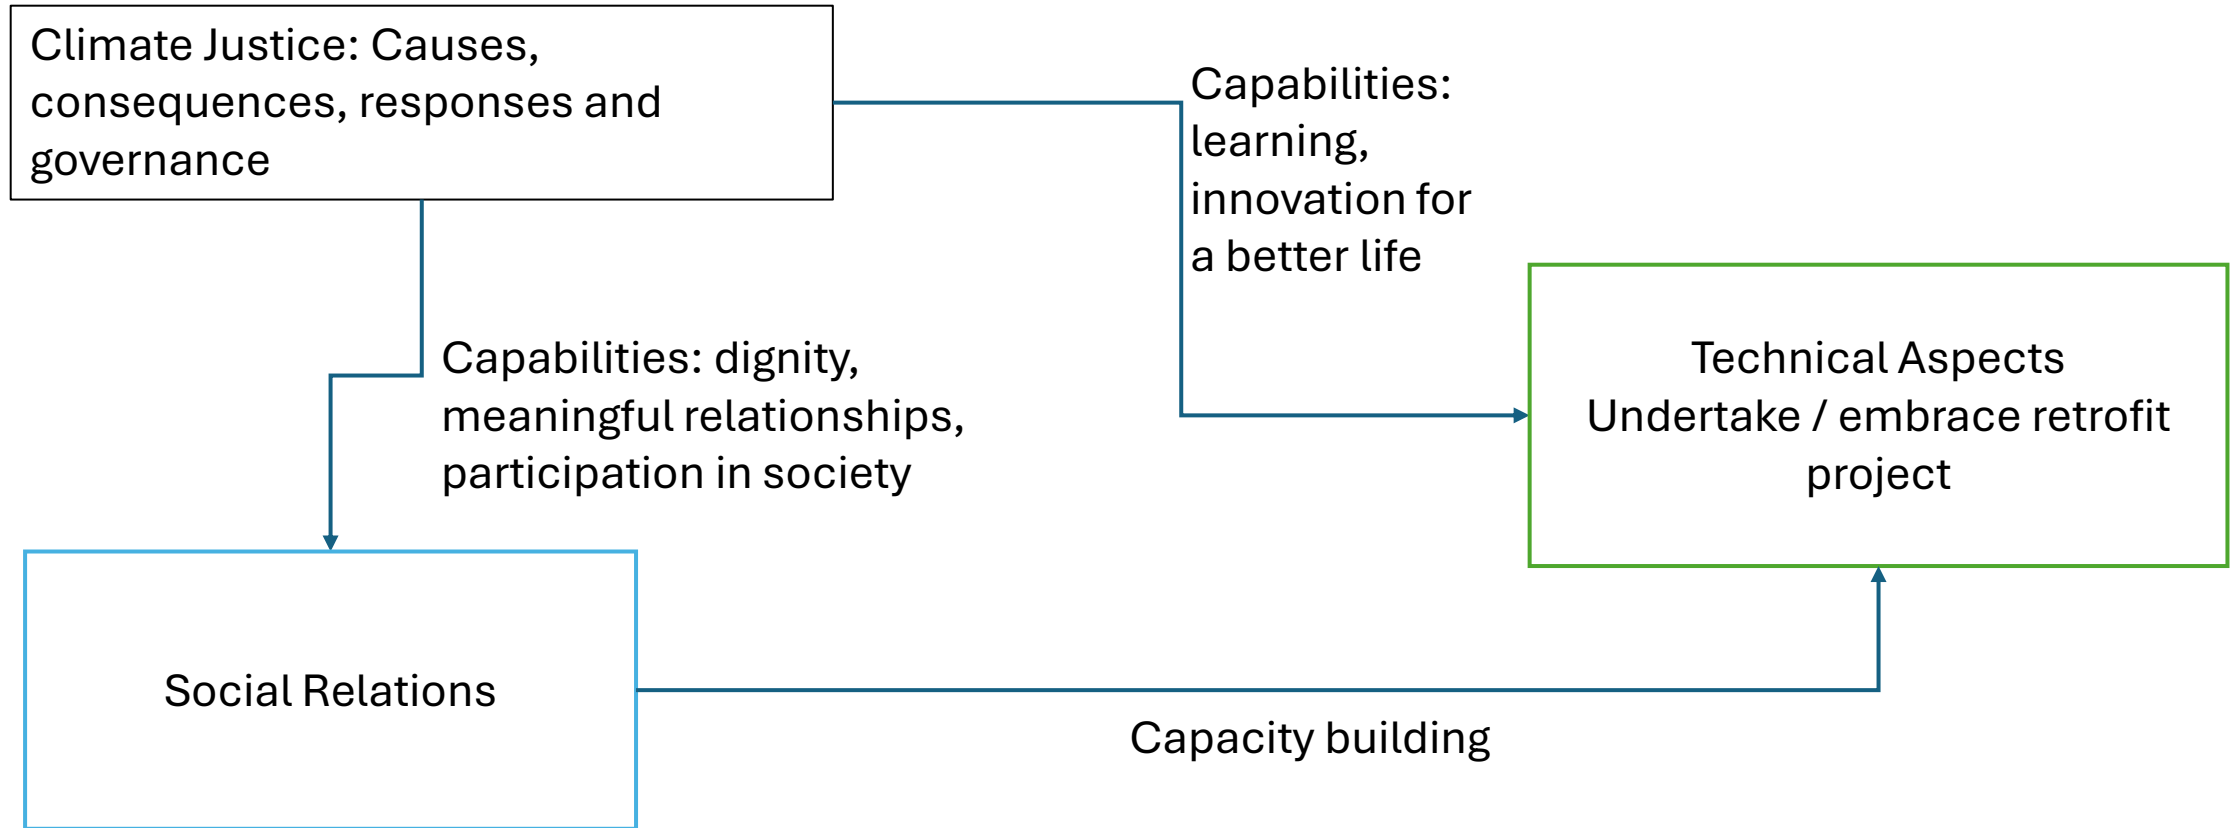 Climate Justice: Causes,
consequences, responses and
governance
Capabilities:
learning,
innovation for
a better life
Capabilities: dignity,
meaningful relationships,
participation in society
Technical Aspects
Undertake / embrace retrofit
project
Social Relations
Capacity building